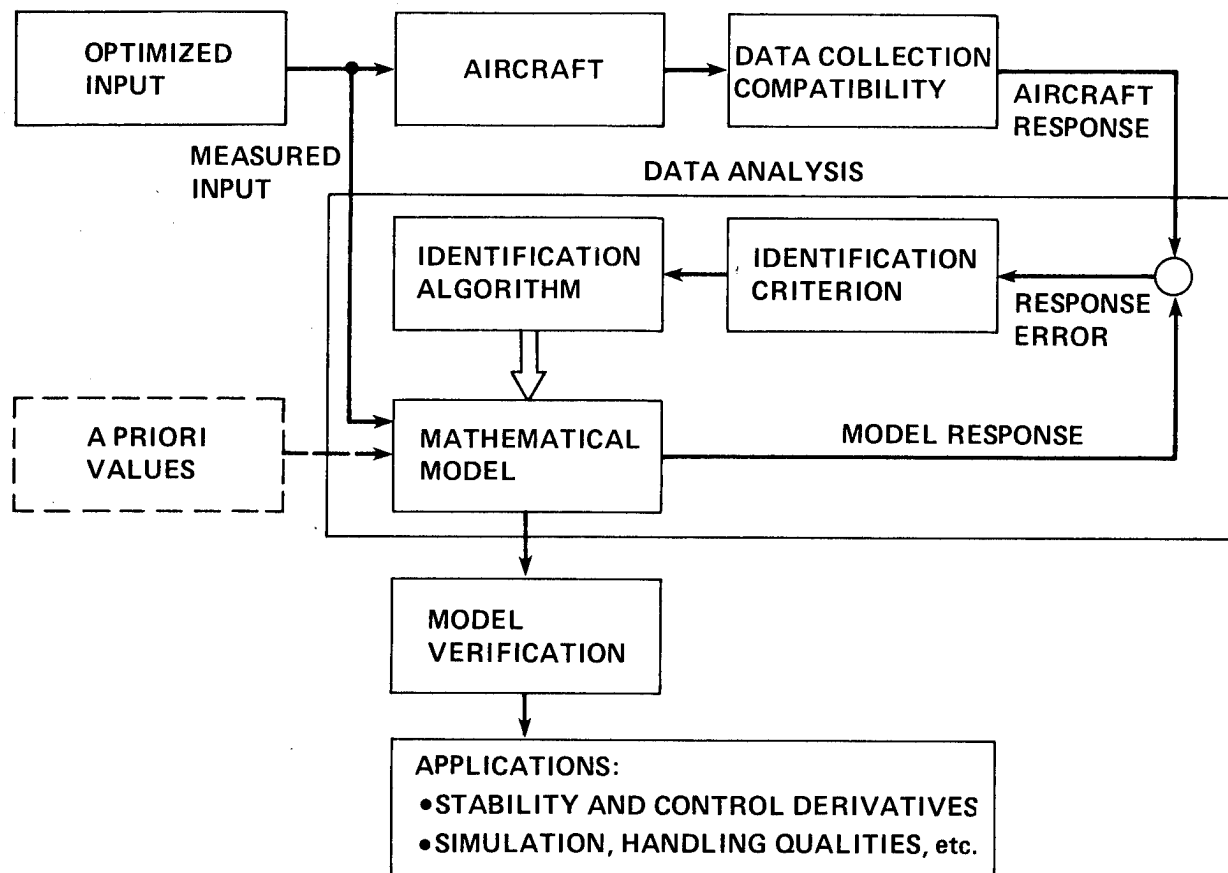 OPTIMIZED
INPUT
AIRCRAFT
DATA COLLECTION
COMPATIBILITY
AIRCRAFT
RESPONSE
MEASURED
INPUT
DATA ANALYSIS
IDENTIFICATION
ALGORITHM
IDENTIFICATION
CRITERION
RESPONSE
ERROR
A PRIORI
VALUES
MATHEMATICAL
MODEL
MODEL RESPONSE
MODEL
VERIFICATION
APPLICATIONS:
•STABILITY AND CONTROL DERIVATIVES
•SIMULATION, HANDLING QUALITIES, etc.